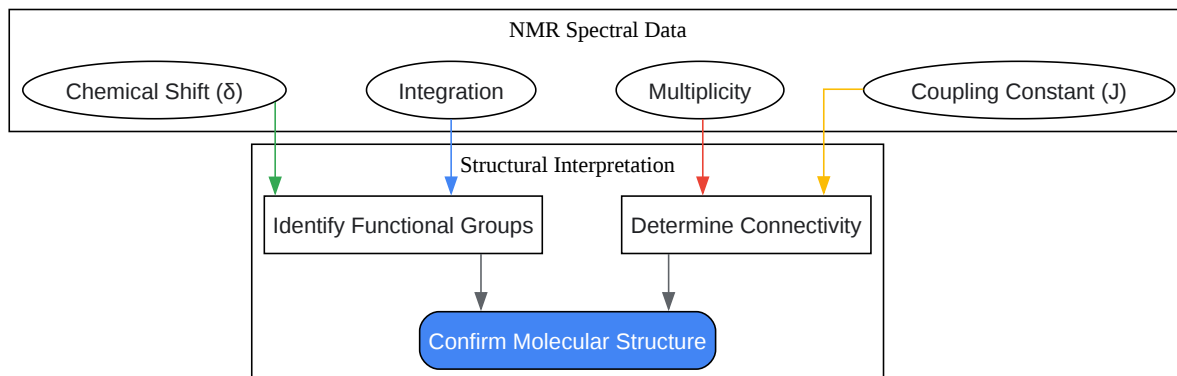 NMR Spectral Data
Chemical Shift (δ)
Integration
Multiplicity
Coupling Constant (J)
Structural Interpretation
Identify Functional Groups
Determine Connectivity
Confirm Molecular Structure